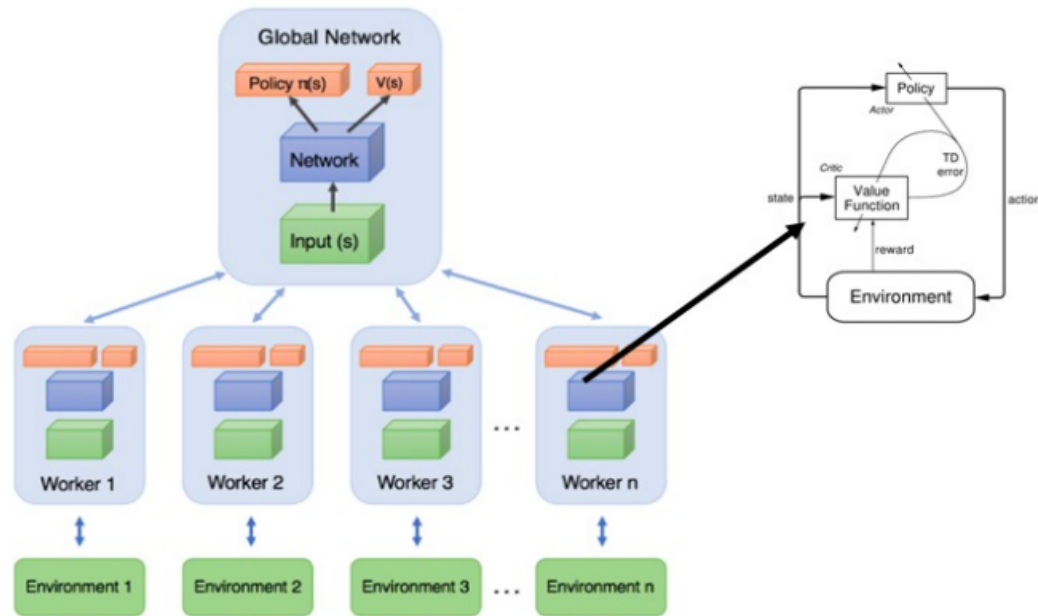 Global Network
Policy π(s)
V(s)
Network
Input (s)
Worker 1
Worker 2
Worker 3
...
Worker n
Environment 1
Environment 2
Environment 3
...
Environment n
Policy
Actor
Critic
TD
error
state
Value
Function
action
reward
Environment